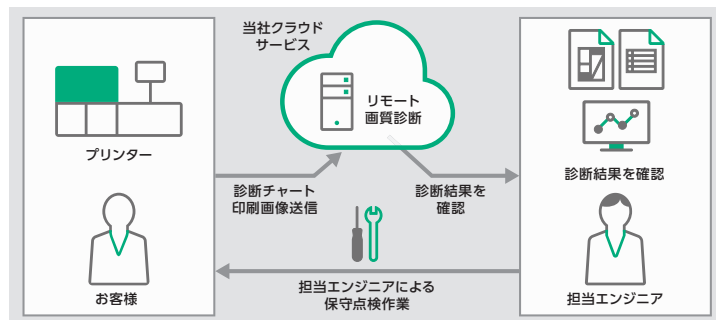 当社クラウド
サービス
リモート
画質診断
プリンター
診断結果を確認
診断チャート
印刷画像送信
診断結果を
確認
お客様
担当エンジニアによる
保守点検作業
担当エンジニア